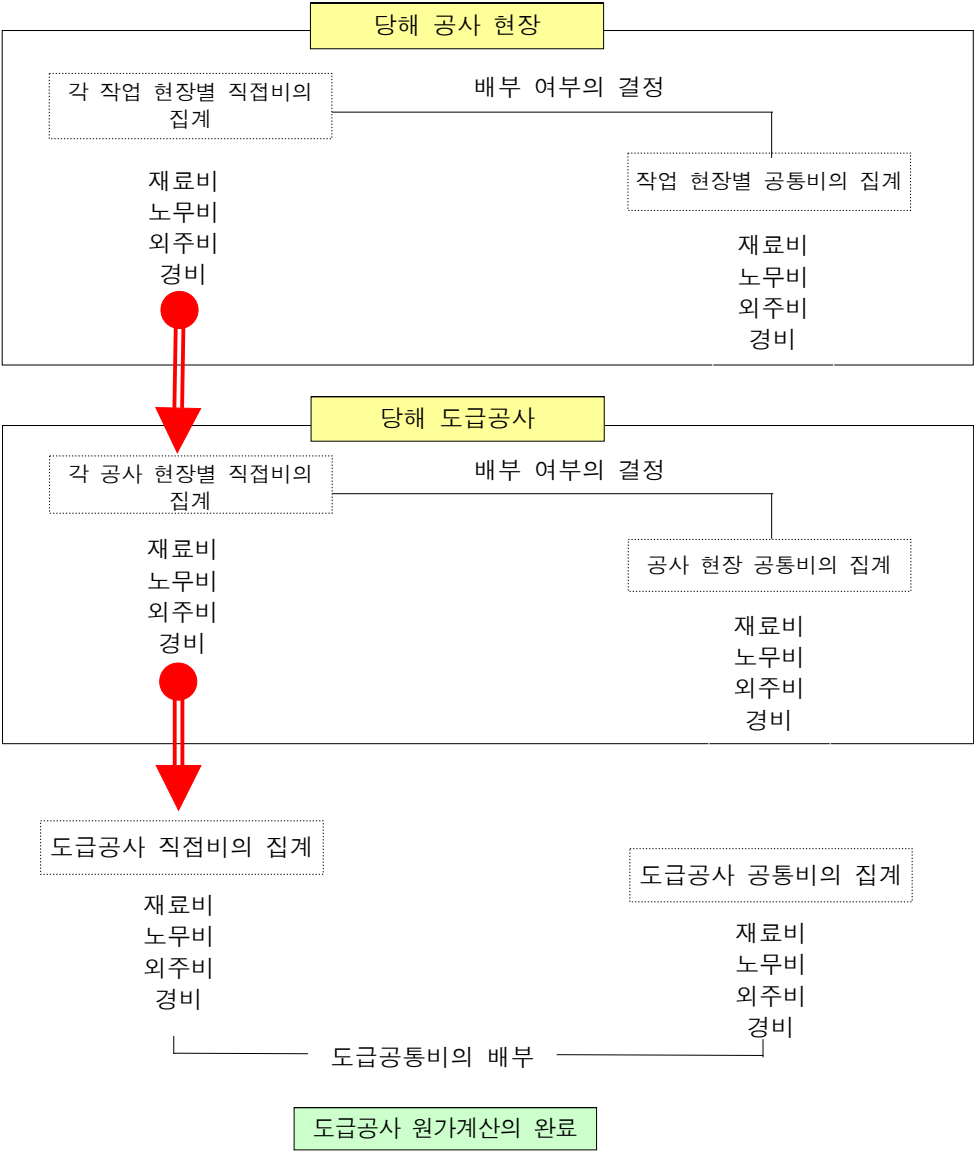 당해 공사 현장
각 작업 현장별 직접비의
집계
배부 여부의 결정
작업 현장별 공통비의 집계
재료비
노무비
외주비
경비
재료비
노무비
외주비
경비
당해 도급공사
각 공사 현장별 직접비의
집계
배부 여부의 결정
공사 현장 공통비의 집계
재료비
노무비
외주비
경비
재료비
노무비
외주비
경비
도급공사 직접비의 집계
도급공사 공통비의 집계
재료비
노무비
외주비
경비
재료비
노무비
외주비
경비
도급공통비의 배부
도급공사 원가계산의 완료